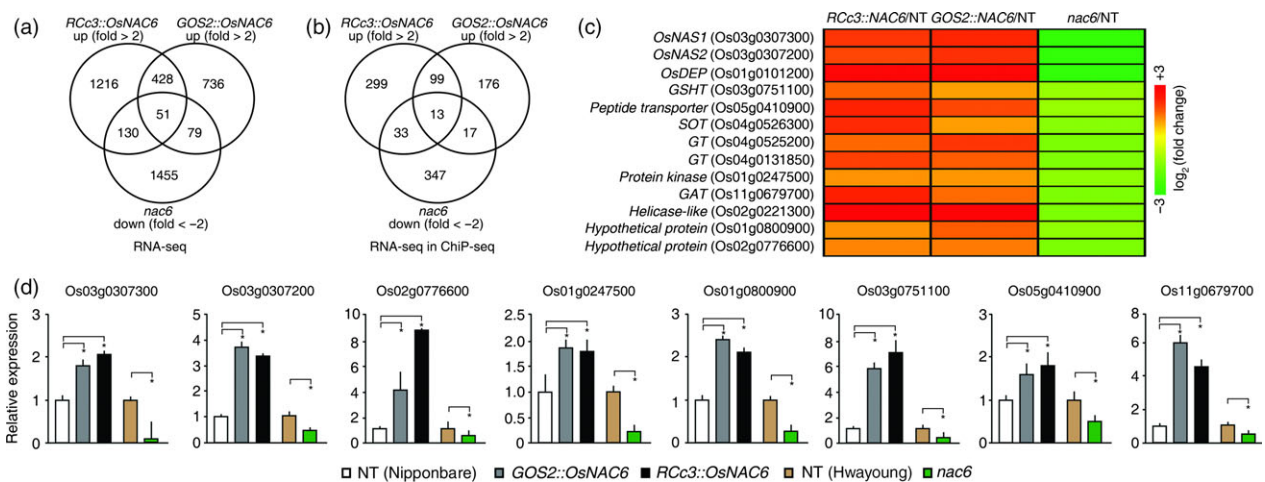 (a)
RCc3::OsNAC6
up (fold > 2)
GOS2::OsNAC6
up (fold > 2)
1216
428
736
51
130
79
1455
nac6
down (fold < −2)
RNA-seq
(b)
RCc3::OsNAC6
up (fold > 2)
GOS2::OsNAC6
up (fold > 2)
299
99
176
13
33
17
347
nac6
down (fold < −2)
RNA-seq in ChiP-seq
(c)
RCc3::NAC6/NT GOS2::NAC6/NT nac6/NT
OsNAS1 (Os03g0307300)
OsNAS2 (Os03g0307200)
OsDEP (Os01g0101200)
GSHT (Os03g0751100)
Peptide transporter (Os05g0410900)
SOT (Os04g0526300)
GT (Os04g0525200)
GT (Os04g0131850)
Protein kinase (Os01g0247500)
GAT (Os11g0679700)
Helicase-like (Os02g0221300)
Hypothetical protein (Os01g0800900)
Hypothetical protein (Os02g0776600)
+3
−3
log2 (fold change)
(d)
Relative expression
Os03g0307300
3
2
1
0
* * *
Os03g0307200
5
4
3
2
1
0
* * *
Os02g0776600
10
8
6
4
2
0
* * *
Os01g0247500
2.5
2.0
1.5
1.0
0.5
0
* * *
Os01g0800900
3
2
1
0
* * *
Os03g0751100
10
8
6
4
2
0
* * *
Os05g0410900
3
2
1
0
* * *
Os11g0679700
8
6
4
2
0
* * *
NT (Nipponbare) GOS2::OsNAC6 RCc3::OsNAC6 NT (Hwayoung) nac6